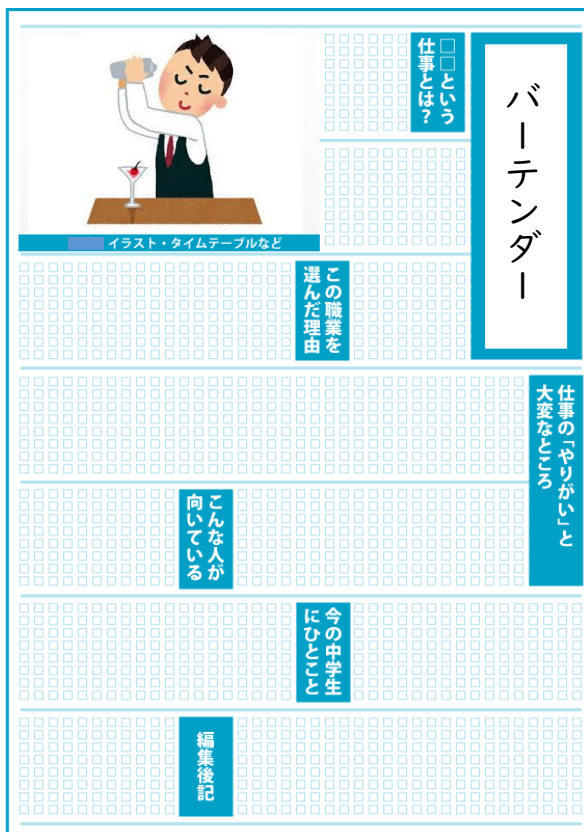 バーテンダー
□□という
仕事とは？
イラスト・タイムテーブルなど
この職業を
選んだ理由
仕事の「やりがい」と
大変なところ
こんな人が
向いている
今の中学生
にひとこと
編集後記